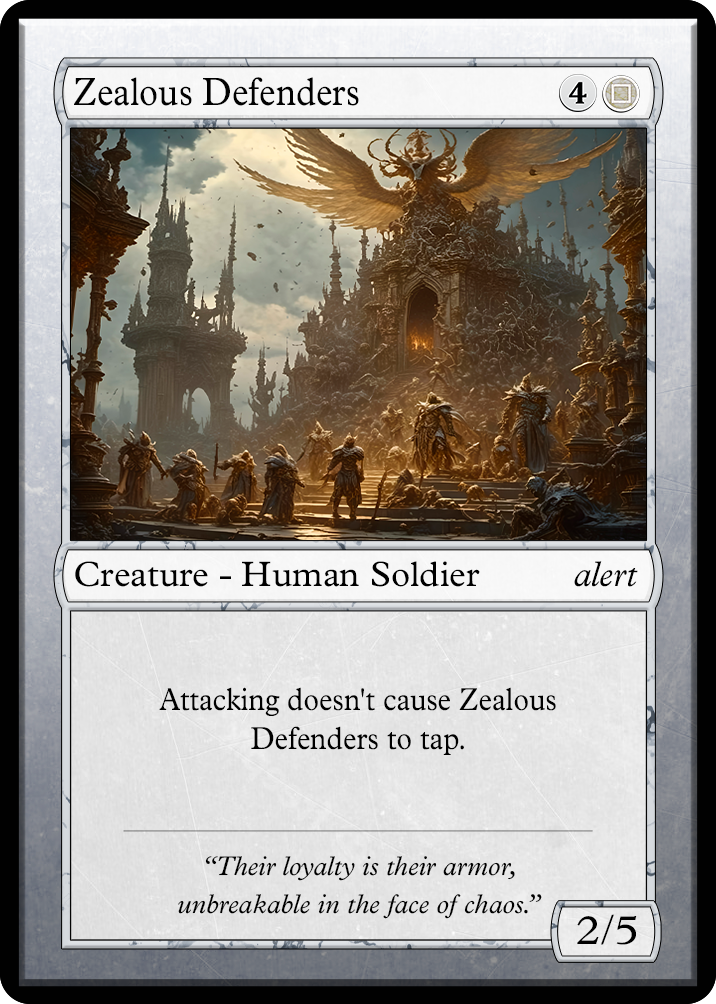 Zealous Defenders 4
Creature - Human Soldier alert
Attacking doesn't cause Zealous
Defenders to tap.
“Their loyalty is their armor,
unbreakable in the face of chaos.”
2/5